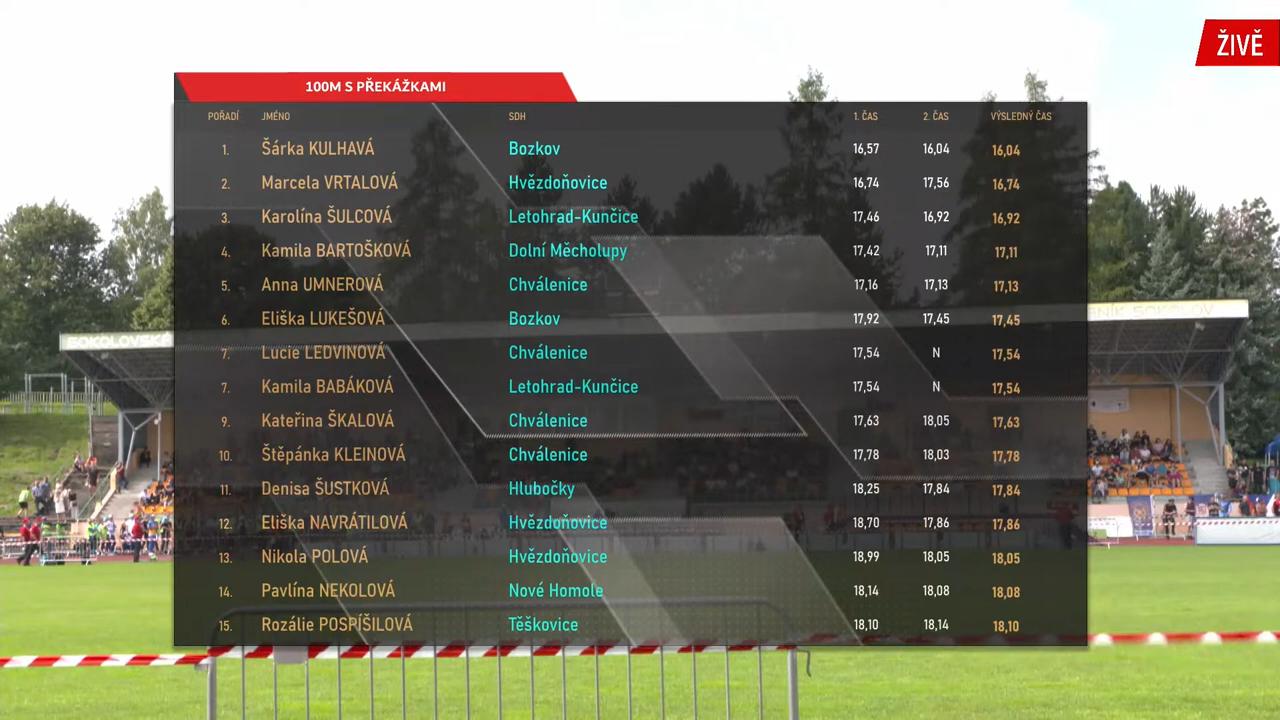 ŽIVĚ
100M S PŘEKÁŽKAMI
POŘADÍ JMÉNO SDH 1. ČAS 2. ČAS VÝSLEDNÝ ČAS
1. Šárka KULHAVÁ Bozkov 16,57 16,04 16,04
2. Marcela VRTALOVÁ Hvězdoňovice 16,74 17,56 16,74
3. Karolína ŠULCOVÁ Letohrad-Kunčice 17,46 16,92 16,92
4. Kamila BARTOŠKOVÁ Dolní Měcholupy 17,42 17,11 17,11
5. Anna UMNEROVÁ Chválenice 17,16 17,13 17,13
6. Eliška LUKEŠOVÁ Bozkov 17,92 17,45 17,45
7. Lucie LEDVINOVÁ Chválenice 17,54 N 17,54
7. Kamila BABÁKOVÁ Letohrad-Kunčice 17,54 N 17,54
9. Kateřina ŠKALOVÁ Chválenice 17,63 18,05 17,63
10. Štěpánka KLEINOVÁ Chválenice 17,78 18,03 17,78
11. Denisa ŠUSTKOVÁ Hlubočky 18,25 17,84 17,84
12. Eliška NAVRÁTILOVÁ Hvězdoňovice 18,70 17,86 17,86
13. Nikola POLOVÁ Hvězdoňovice 18,99 18,05 18,05
14. Pavlína NEKOLOVÁ Nové Homole 18,14 18,08 18,08
15. Rozálie POSPÍŠILOVÁ Těškovice 18,10 18,14 18,10
SOKOLOVSKÁ
BANÍK SOKOLOV